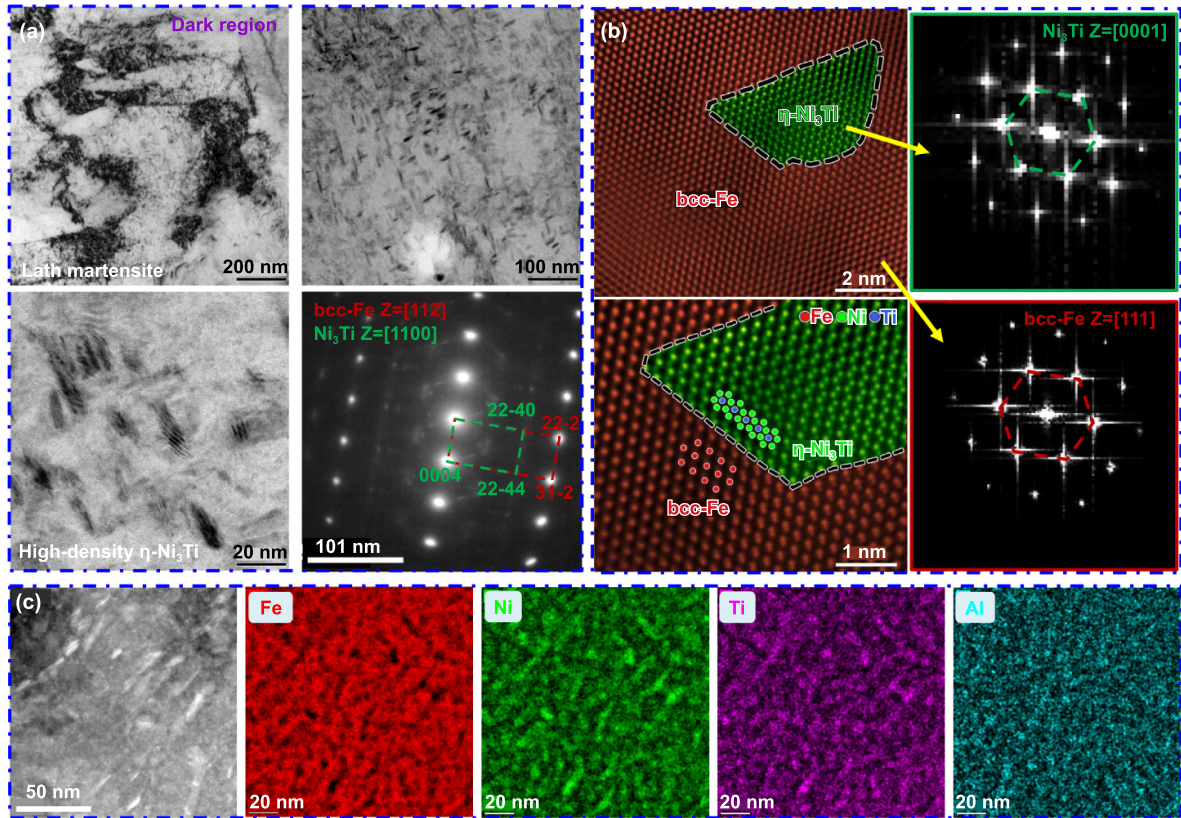 (a)
Dark region
Lath martensite
200 nm
100 nm
High-density η-Ni₃Ti
20 nm
bcc-Fe Z=[112]
Ni₃Ti Z=[1100]
22-40
22-2
0004
22-44
31-2
101 nm
(b)
η-Ni₃Ti
bcc-Fe
2 nm
Ni₃Ti Z=[0001]
Fe Ni Ti
η-Ni₃Ti
bcc-Fe
1 nm
bcc-Fe Z=[111]
(c)
50 nm
Fe
20 nm
Ni
20 nm
Ti
20 nm
Al
20 nm